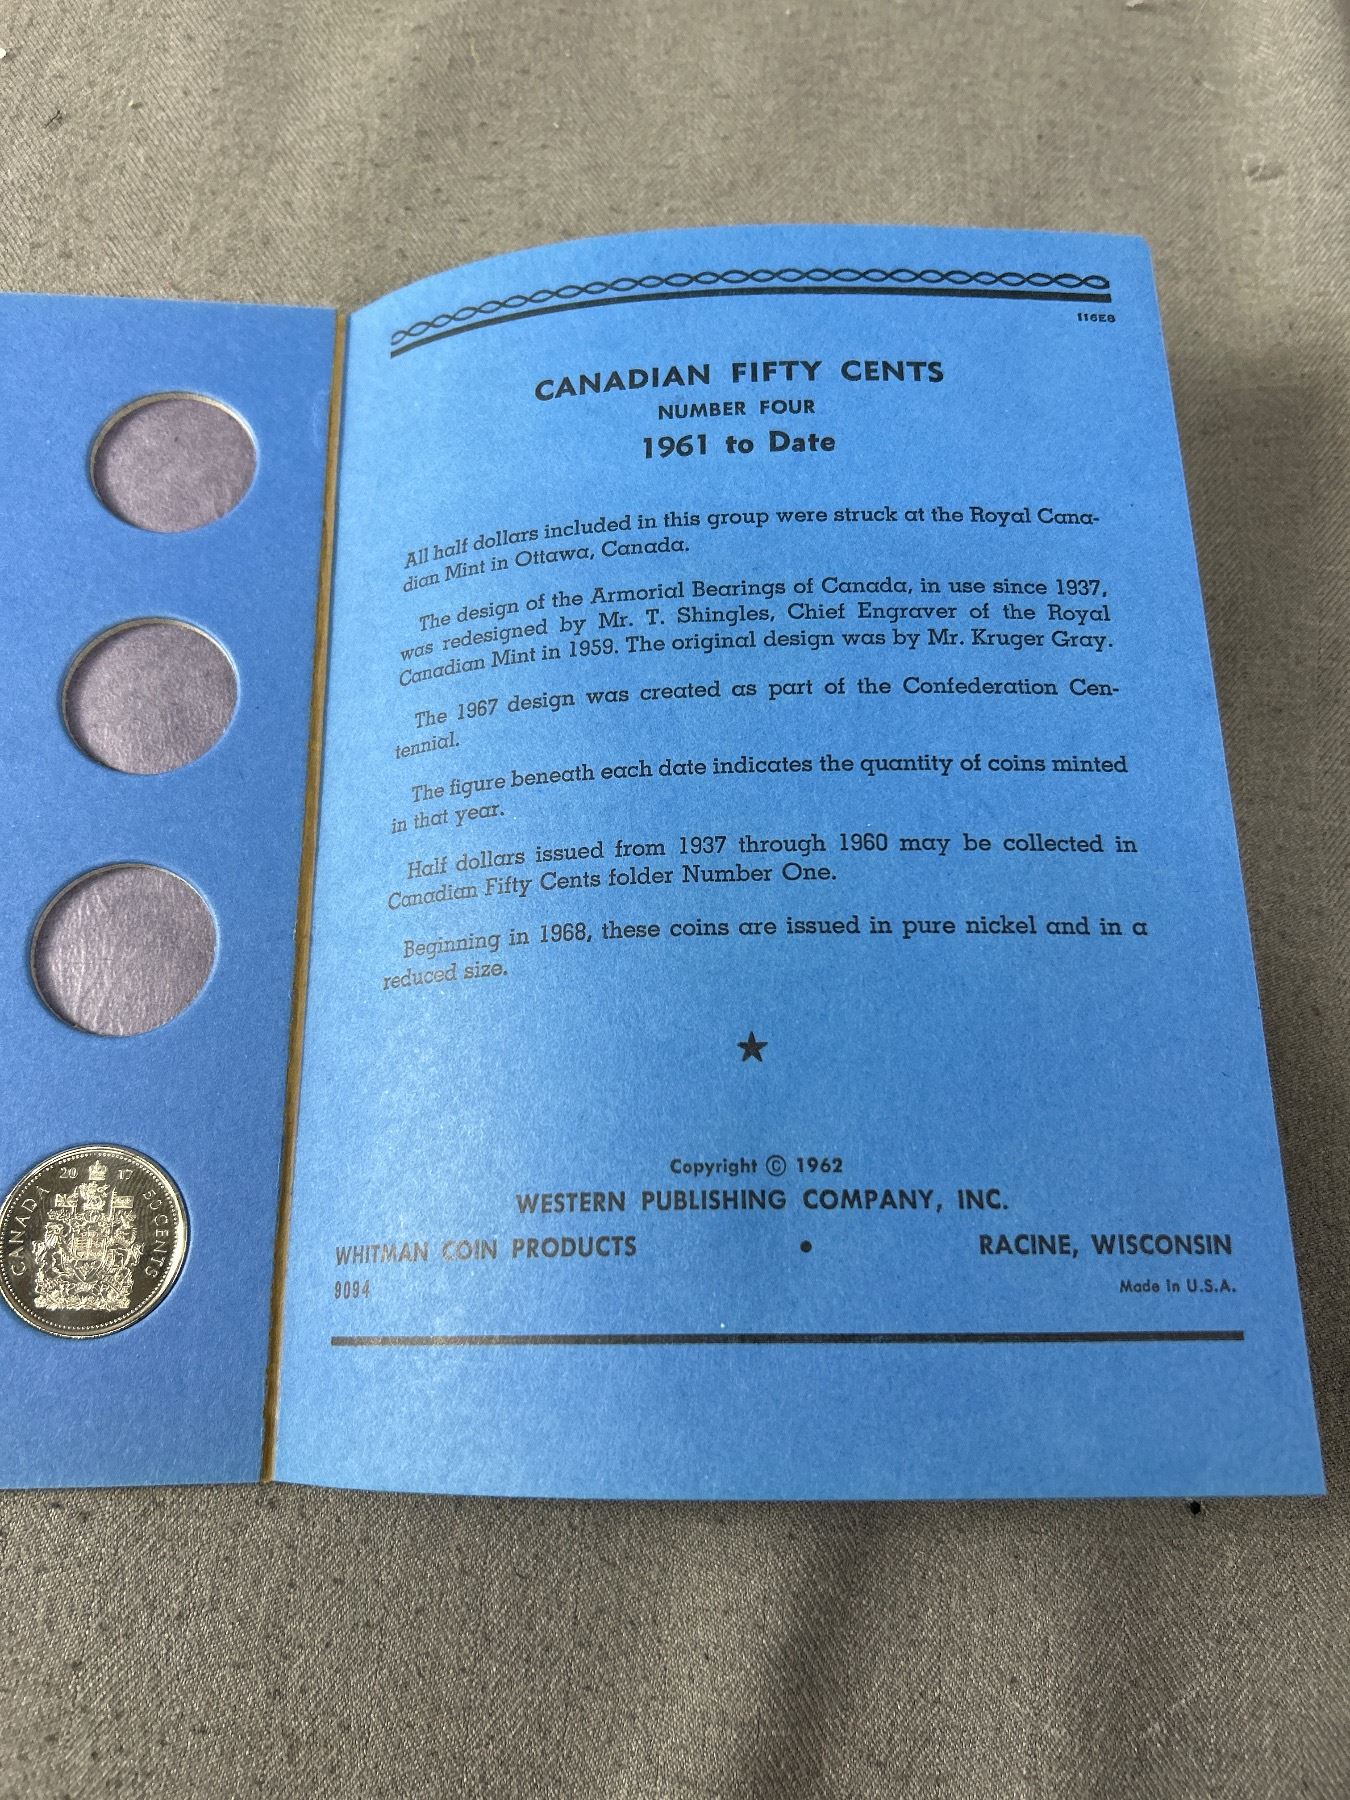 116E8
CANADIAN FIFTY CENTS
NUMBER FOUR
1961 to Date
All half dollars included in this group were struck at the Royal Cana-
dian Mint in Ottawa, Canada.
The design of the Armorial Bearings of Canada, in use since 1937,
was redesigned by Mr. T. Shingles, Chief Engraver of the Royal
Canadian Mint in 1959. The original design was by Mr. Kruger Gray.
The 1967 design was created as part of the Confederation Cen-
tennial.
The figure beneath each date indicates the quantity of coins minted
in that year.
Half dollars issued from 1937 through 1960 may be collected in
Canadian Fifty Cents folder Number One.
Beginning in 1968, these coins are issued in pure nickel and in a
reduced size.
Copyright © 1962
WESTERN PUBLISHING COMPANY, INC.
WHITMAN COIN PRODUCTS • RACINE, WISCONSIN
9094 Made in U.S.A.
20 17
CANADA
50 CENTS